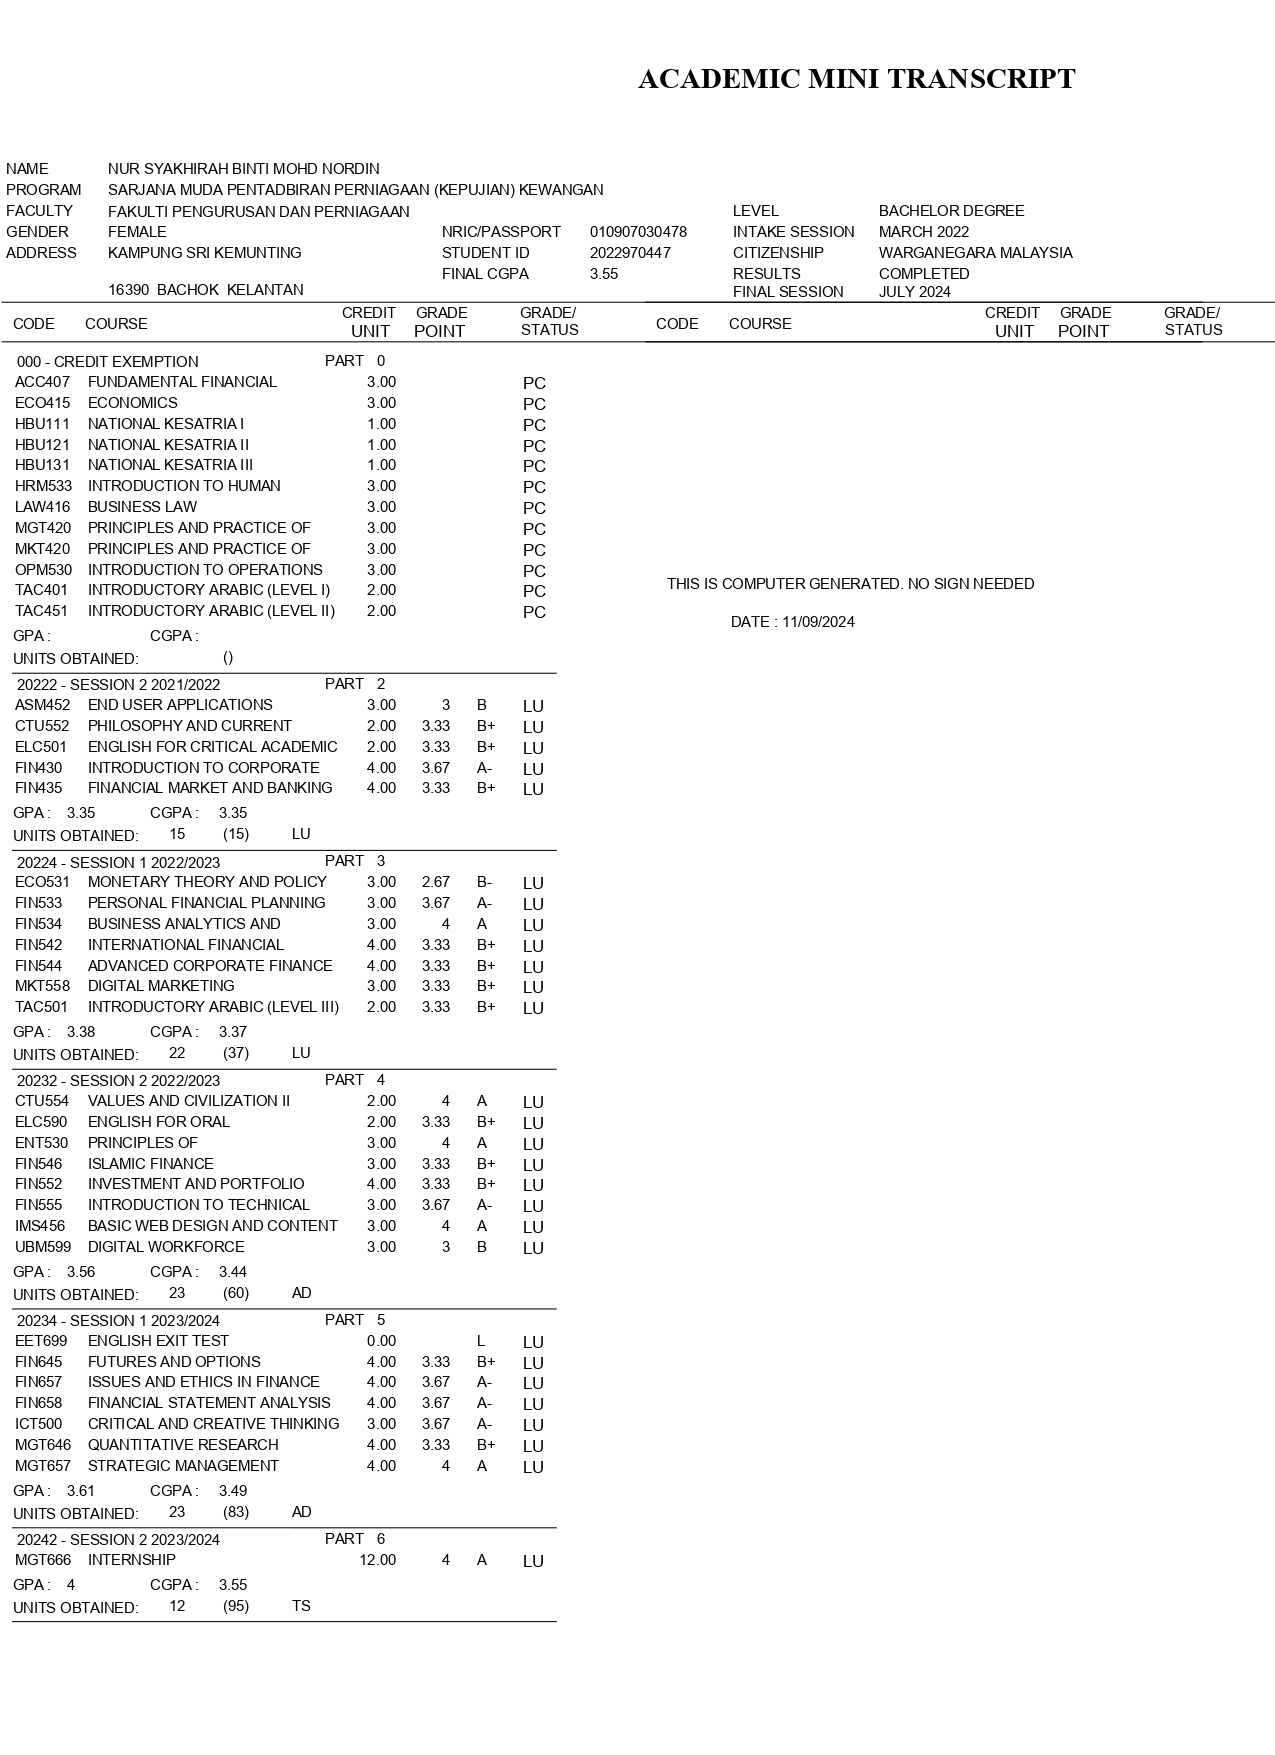 ACADEMIC MINI TRANSCRIPT
NAME NUR SYAKHIRAH BINTI MOHD NORDIN
PROGRAM SARJANA MUDA PENTADBIRAN PERNIAGAAN (KEPUJIAN) KEWANGAN
FACULTY FAKULTI PENGURUSAN DAN PERNIAGAAN LEVEL BACHELOR DEGREE
GENDER FEMALE NRIC/PASSPORT 010907030478 INTAKE SESSION MARCH 2022
ADDRESS KAMPUNG SRI KEMUNTING STUDENT ID 2022970447 CITIZENSHIP WARGANEGARA MALAYSIA
FINAL CGPA 3.55 RESULTS COMPLETED
16390 BACHOK KELANTAN FINAL SESSION JULY 2024
CODE COURSE CREDIT UNIT GRADE POINT GRADE/ STATUS CODE COURSE CREDIT UNIT GRADE POINT GRADE/ STATUS
000 - CREDIT EXEMPTION PART 0
ACC407 FUNDAMENTAL FINANCIAL 3.00 PC
ECO415 ECONOMICS 3.00 PC
HBU111 NATIONAL KESATRIA I 1.00 PC
HBU121 NATIONAL KESATRIA II 1.00 PC
HBU131 NATIONAL KESATRIA III 1.00 PC
HRM533 INTRODUCTION TO HUMAN 3.00 PC
LAW416 BUSINESS LAW 3.00 PC
MGT420 PRINCIPLES AND PRACTICE OF 3.00 PC
MKT420 PRINCIPLES AND PRACTICE OF 3.00 PC
OPM530 INTRODUCTION TO OPERATIONS 3.00 PC
TAC401 INTRODUCTORY ARABIC (LEVEL I) 2.00 PC
TAC451 INTRODUCTORY ARABIC (LEVEL II) 2.00 PC
GPA : CGPA :
UNITS OBTAINED: ()
20222 - SESSION 2 2021/2022 PART 2
ASM452 END USER APPLICATIONS 3.00 3 B LU
CTU552 PHILOSOPHY AND CURRENT 2.00 3.33 B+ LU
ELC501 ENGLISH FOR CRITICAL ACADEMIC 2.00 3.33 B+ LU
FIN430 INTRODUCTION TO CORPORATE 4.00 3.67 A- LU
FIN435 FINANCIAL MARKET AND BANKING 4.00 3.33 B+ LU
GPA : 3.35 CGPA : 3.35
UNITS OBTAINED: 15 (15) LU
20224 - SESSION 1 2022/2023 PART 3
ECO531 MONETARY THEORY AND POLICY 3.00 2.67 B- LU
FIN533 PERSONAL FINANCIAL PLANNING 3.00 3.67 A- LU
FIN534 BUSINESS ANALYTICS AND 3.00 4 A LU
FIN542 INTERNATIONAL FINANCIAL 4.00 3.33 B+ LU
FIN544 ADVANCED CORPORATE FINANCE 4.00 3.33 B+ LU
MKT558 DIGITAL MARKETING 3.00 3.33 B+ LU
TAC501 INTRODUCTORY ARABIC (LEVEL III) 2.00 3.33 B+ LU
GPA : 3.38 CGPA : 3.37
UNITS OBTAINED: 22 (37) LU
20232 - SESSION 2 2022/2023 PART 4
CTU554 VALUES AND CIVILIZATION II 2.00 4 A LU
ELC590 ENGLISH FOR ORAL 2.00 3.33 B+ LU
ENT530 PRINCIPLES OF 3.00 4 A LU
FIN546 ISLAMIC FINANCE 3.00 3.33 B+ LU
FIN552 INVESTMENT AND PORTFOLIO 4.00 3.33 B+ LU
FIN555 INTRODUCTION TO TECHNICAL 3.00 3.67 A- LU
IMS456 BASIC WEB DESIGN AND CONTENT 3.00 4 A LU
UBM599 DIGITAL WORKFORCE 3.00 3 B LU
GPA : 3.56 CGPA : 3.44
UNITS OBTAINED: 23 (60) AD
20234 - SESSION 1 2023/2024 PART 5
EET699 ENGLISH EXIT TEST 0.00 L LU
FIN645 FUTURES AND OPTIONS 4.00 3.33 B+ LU
FIN657 ISSUES AND ETHICS IN FINANCE 4.00 3.67 A- LU
FIN658 FINANCIAL STATEMENT ANALYSIS 4.00 3.67 A- LU
ICT500 CRITICAL AND CREATIVE THINKING 3.00 3.67 A- LU
MGT646 QUANTITATIVE RESEARCH 4.00 3.33 B+ LU
MGT657 STRATEGIC MANAGEMENT 4.00 4 A LU
GPA : 3.61 CGPA : 3.49
UNITS OBTAINED: 23 (83) AD
20242 - SESSION 2 2023/2024 PART 6
MGT666 INTERNSHIP 12.00 4 A LU
GPA : 4 CGPA : 3.55
UNITS OBTAINED: 12 (95) TS
THIS IS COMPUTER GENERATED. NO SIGN NEEDED
DATE : 11/09/2024